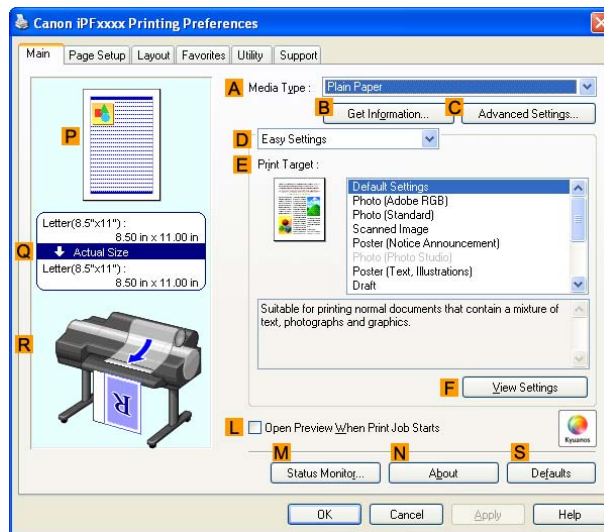 Canon iPFxxxx Printing Preferences
Main Page Setup Layout Favorites Utility Support
A Media Type : Plain Paper
B Get Information... C Advanced Settings...
D Easy Settings
E Print Target :
Default Settings
Photo (Adobe RGB)
Photo (Standard)
Scanned Image
Poster (Notice Announcement)
Photo (Photo Studio)
Poster (Text, Illustrations)
Draft
Suitable for printing normal documents that contain a mixture of
text, photographs and graphics.
F View Settings
P
Letter(8.5"x11") :
8.50 in x 11.00 in
Q Actual Size
Letter(8.5"x11") :
8.50 in x 11.00 in
R
R
L Open Preview When Print Job Starts
Kyuanos
M Status Monitor... N About S Defaults
OK Cancel Apply Help